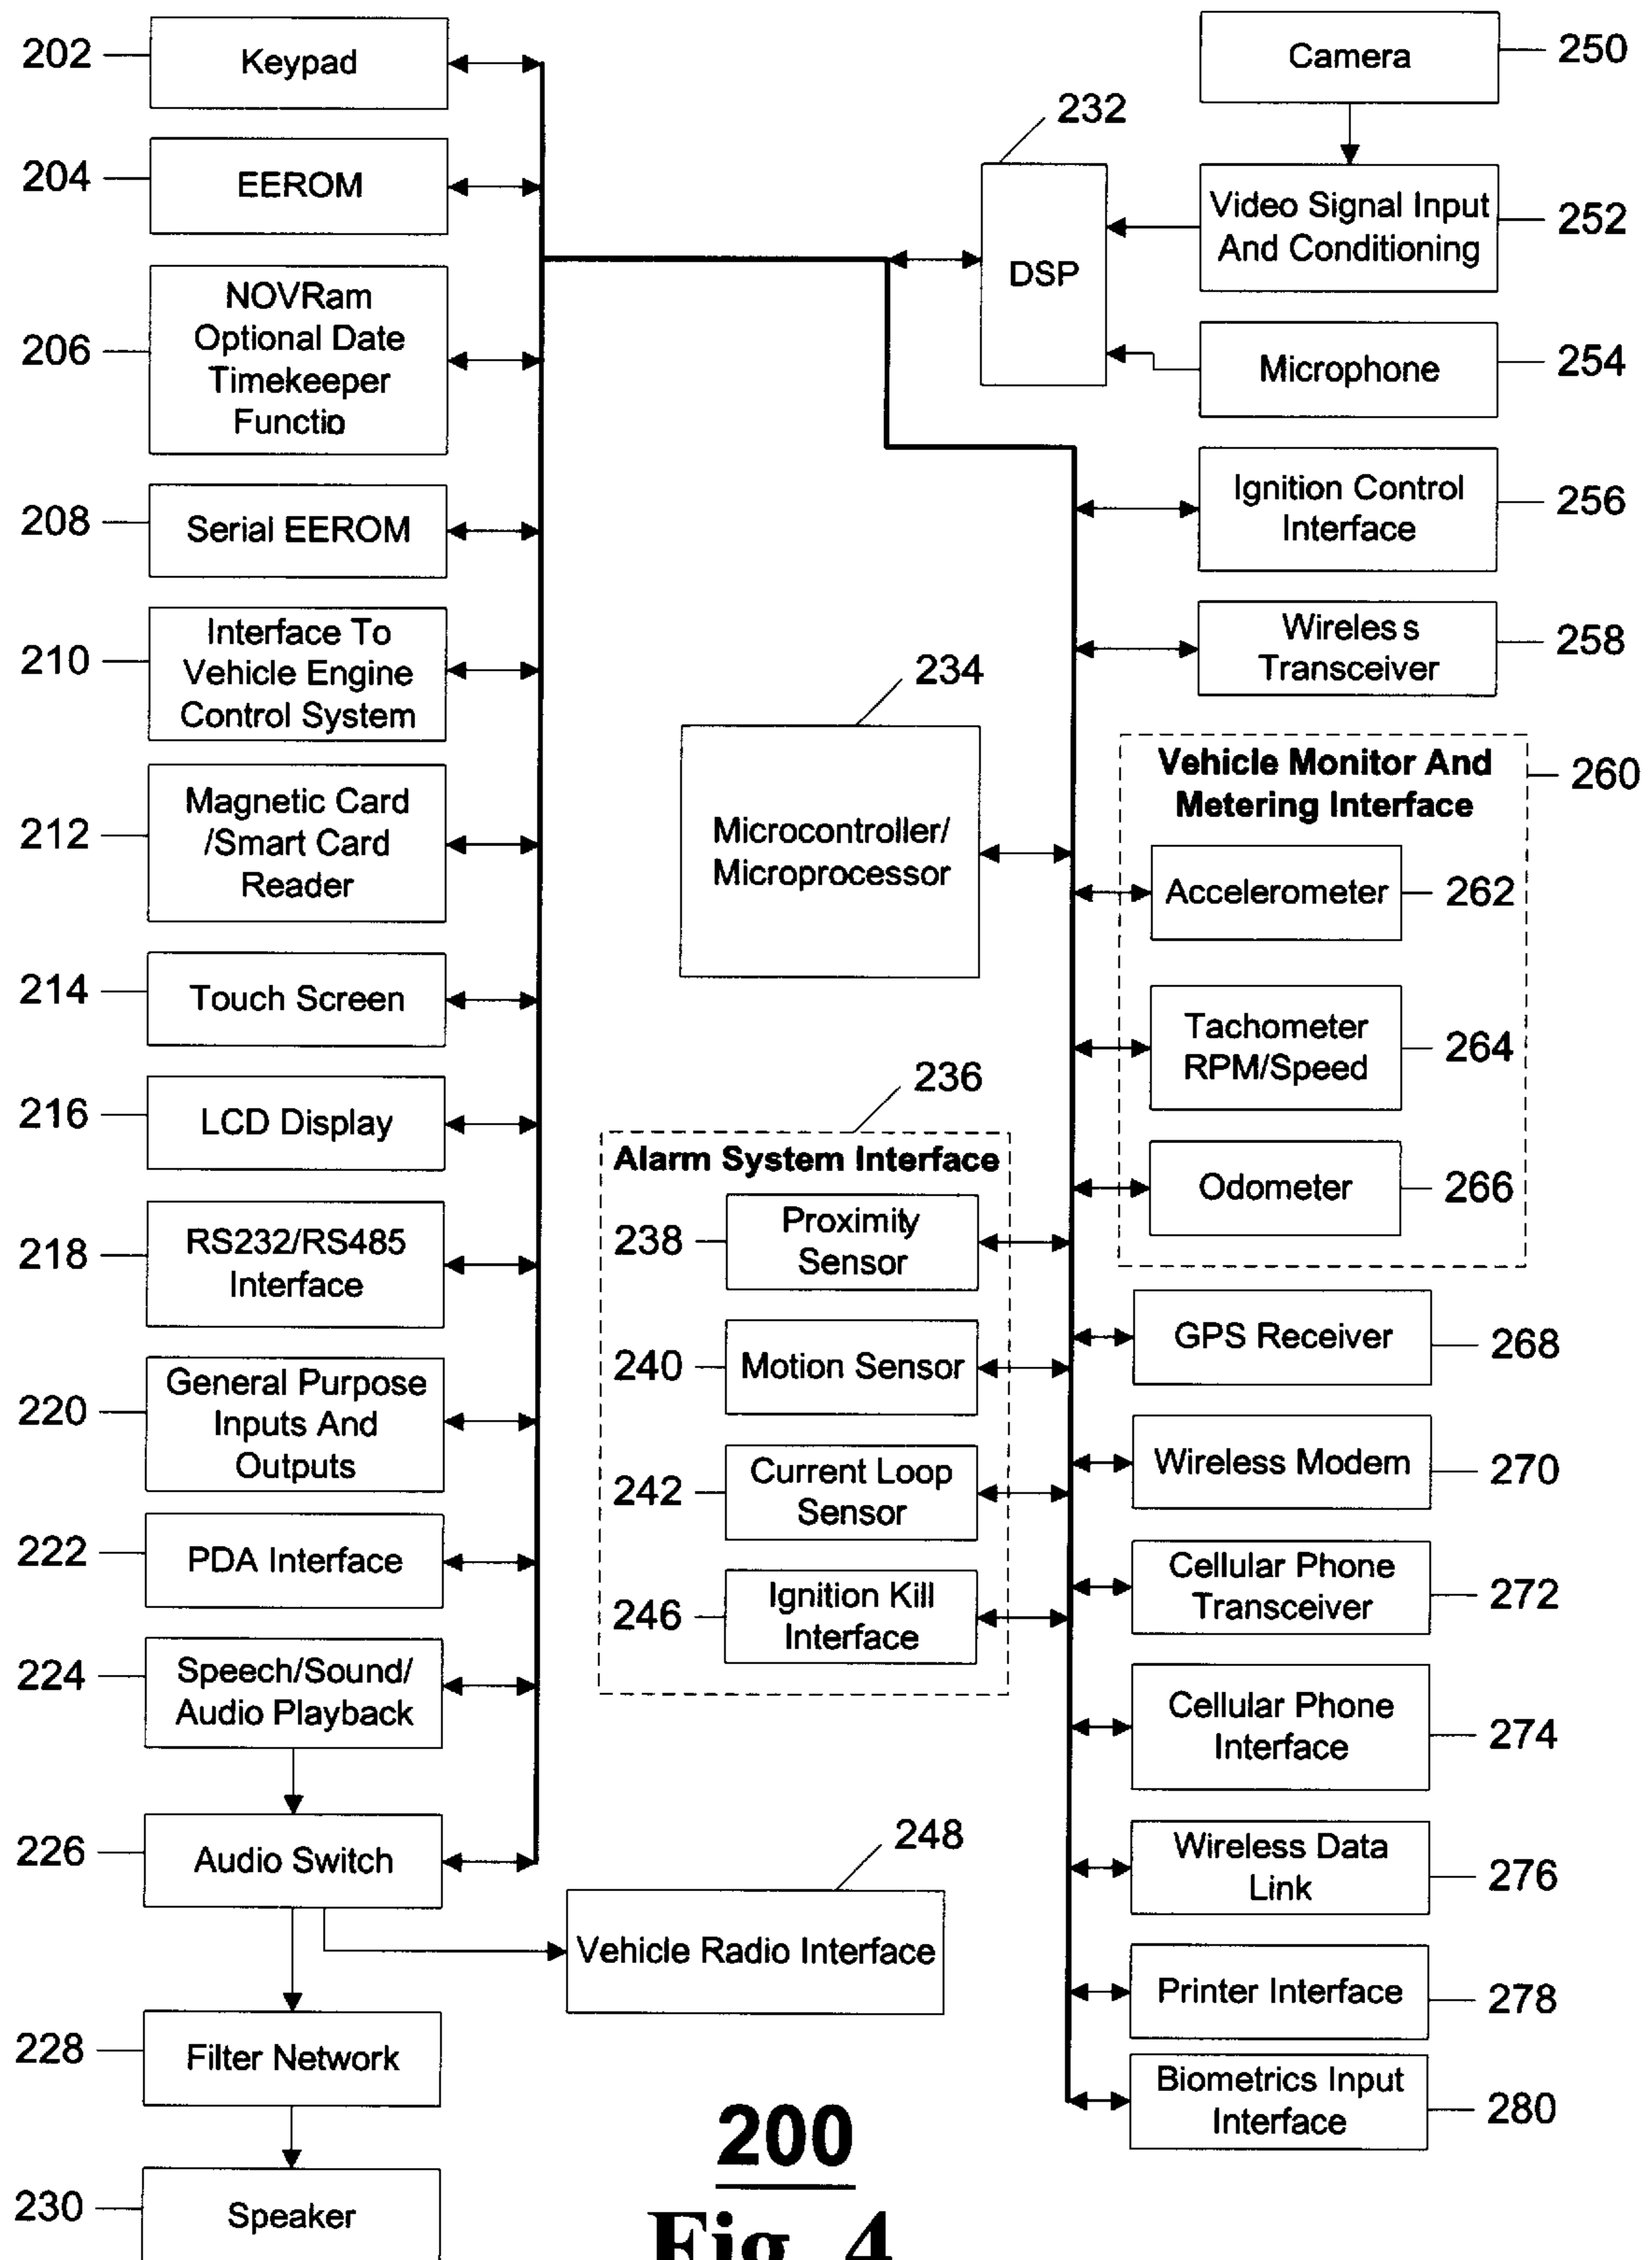 202
Keypad
204
EEROM
206
NOVRam
Optional Date
Timekeeper
Functio
208
Serial EEROM
210
Interface To
Vehicle Engine
Control System
212
Magnetic Card
/Smart Card
Reader
214
Touch Screen
216
LCD Display
218
RS232/RS485
Interface
220
General Purpose
Inputs And
Outputs
222
PDA Interface
224
Speech/Sound/
Audio Playback
226
Audio Switch
228
Filter Network
230
Speaker
232
DSP
234
Microcontroller/
Microprocessor
236
Alarm System Interface
238
Proximity
Sensor
240
Motion Sensor
242
Current Loop
Sensor
246
Ignition Kill
Interface
248
Vehicle Radio Interface
Camera
250
Video Signal Input
And Conditioning
252
Microphone
254
Ignition Control
Interface
256
Wireless
Transceiver
258
Vehicle Monitor And
Metering Interface
260
Accelerometer
262
Tachometer
RPM/Speed
264
Odometer
266
GPS Receiver
268
Wireless Modem
270
Cellular Phone
Transceiver
272
Cellular Phone
Interface
274
Wireless Data
Link
276
Printer Interface
278
Biometrics Input
Interface
280
200
Fig. 4